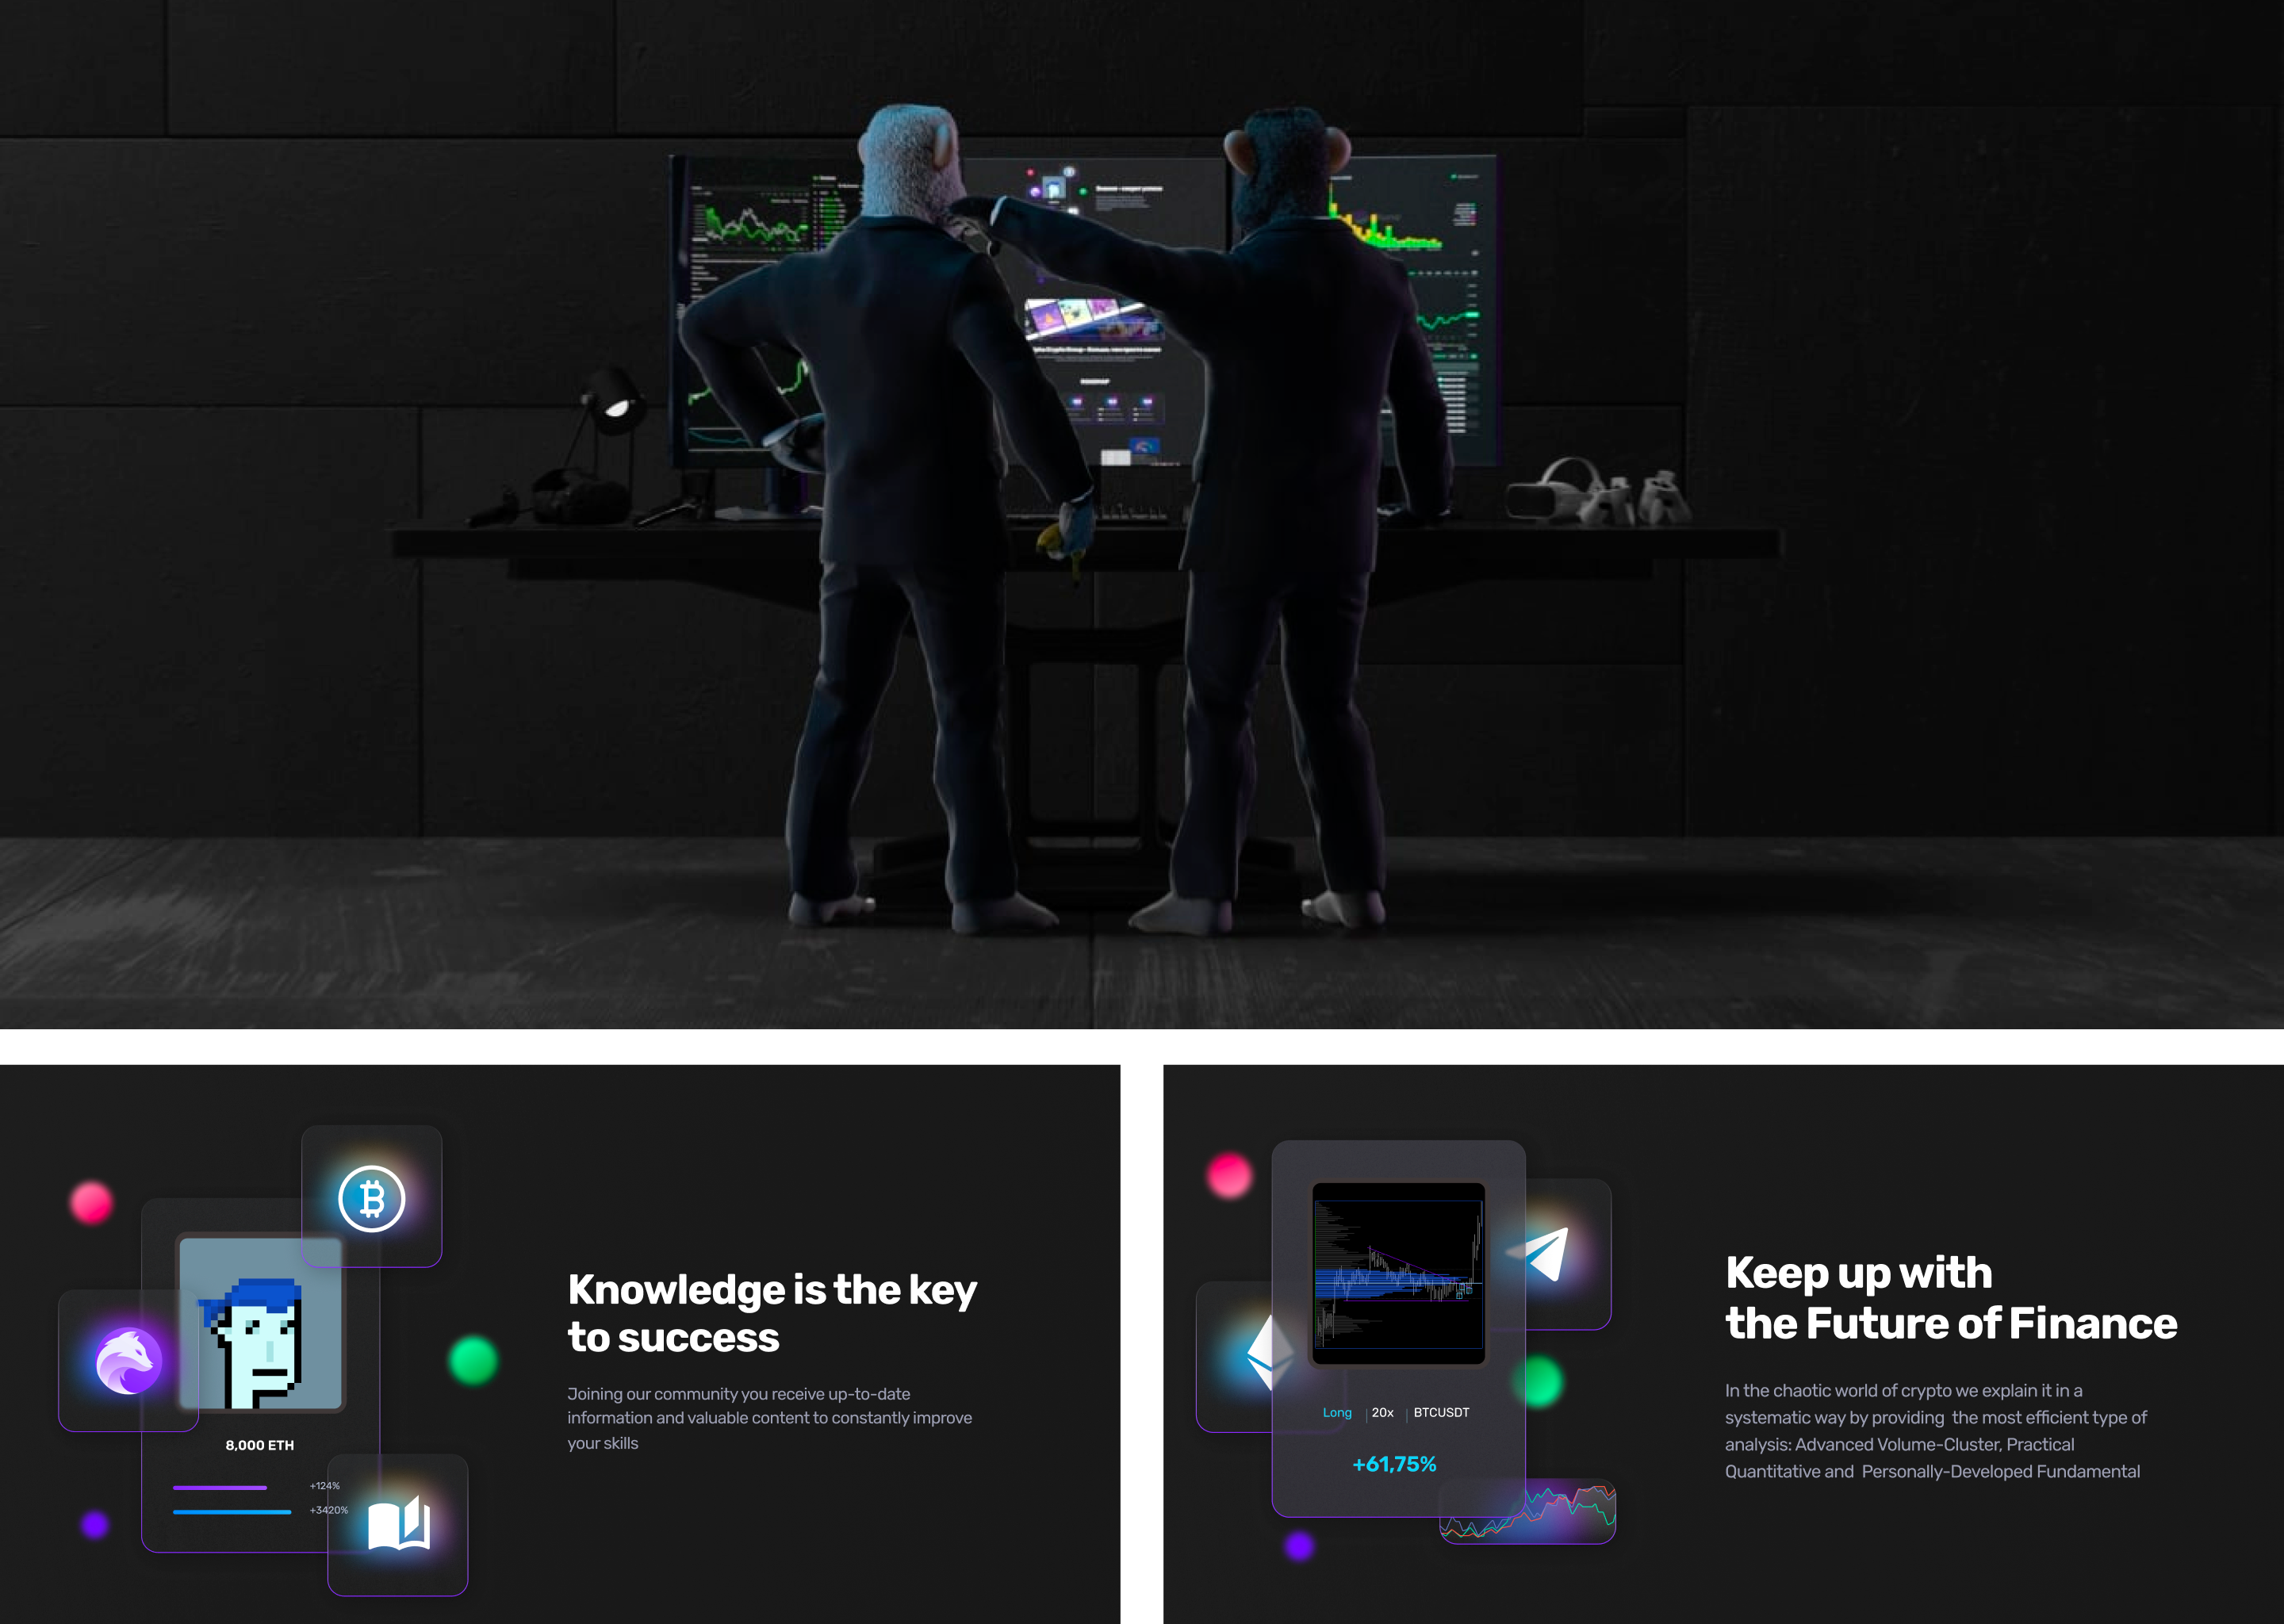 Knowledge is the key
to success
Joining our community you receive up-to-date
information and valuable content to constantly improve
your skills
8,000 ETH
+124%
+3420%
Keep up with
the Future of Finance
In the chaotic world of crypto we explain it in a
systematic way by providing  the most efficient type of
analysis: Advanced Volume-Cluster, Practical
Quantitative and  Personally-Developed Fundamental
Long | 20x | BTCUSDT
+61,75%